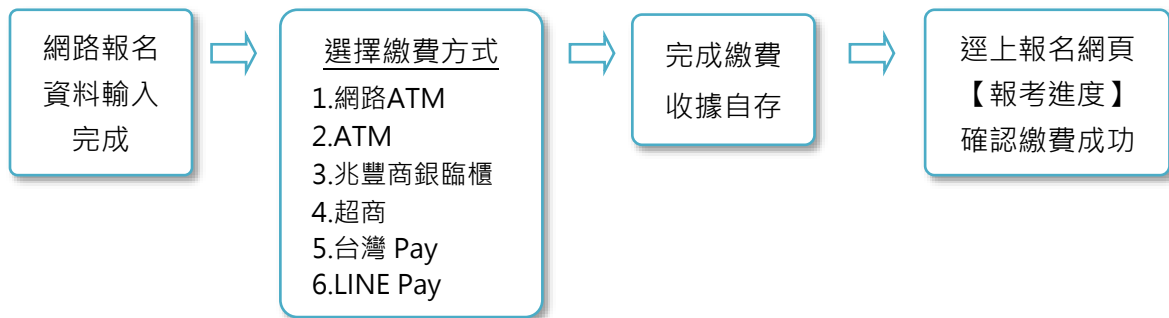 網路報名
資料輸入
完成
選擇繳費方式
1.網路ATM
2.ATM
3.兆豐商銀臨櫃
4.超商
5.台灣 Pay
6.LINE Pay
完成繳費
收據自存
逕上報名網頁
【報考進度】
確認繳費成功